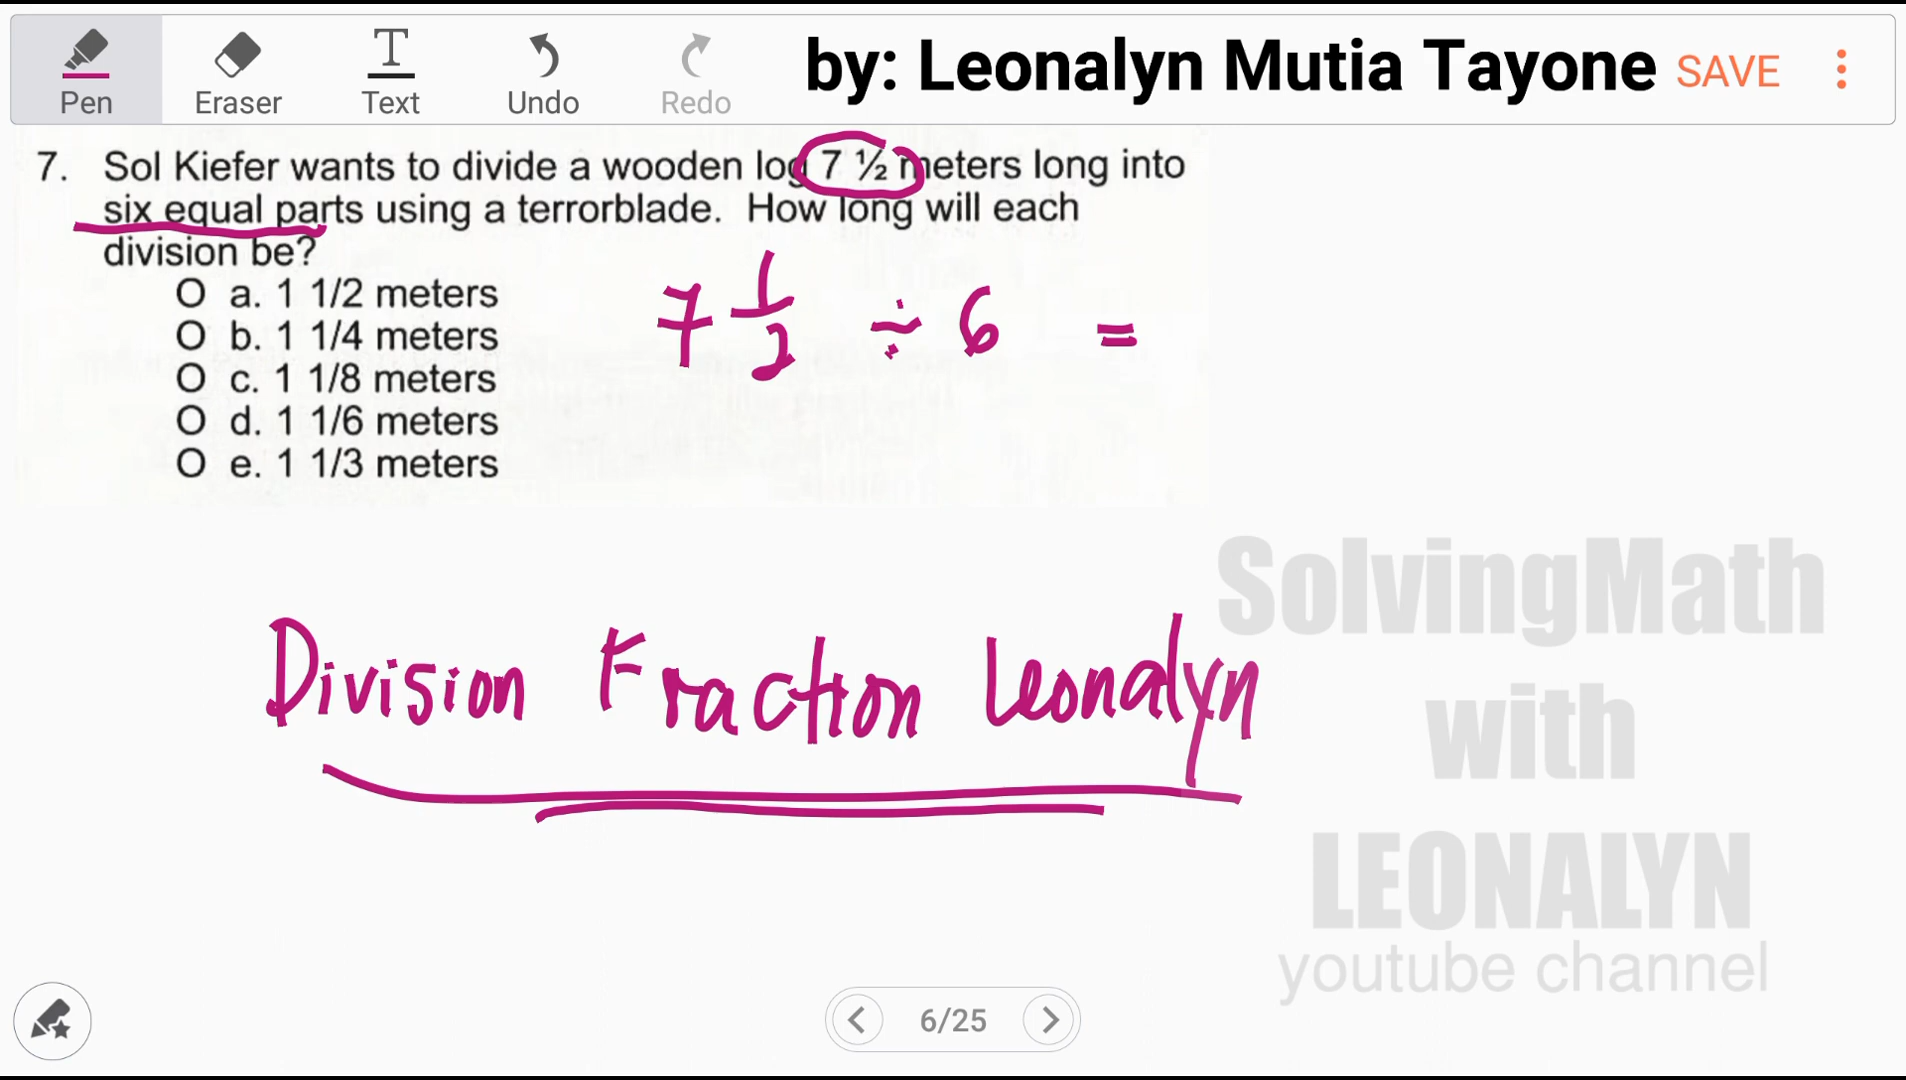 Pen
Eraser
Text
Undo
Redo
by: Leonalyn Mutia Tayone
SAVE
7. Sol Kiefer wants to divide a wooden log 7 ½ meters long into
six equal parts using a terrorblade. How long will each
division be?
O a. 1 1/2 meters
O b. 1 1/4 meters
O c. 1 1/8 meters
O d. 1 1/6 meters
O e. 1 1/3 meters
7 1/2 ÷ 6 =
Division Fraction Leonalyn
SolvingMath
with
LEONALYN
youtube channel
6/25